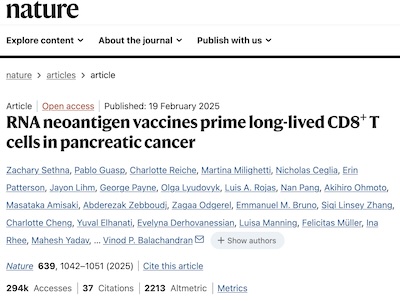 nature
Explore content About the journal Publish with us
nature > articles > article
Article | Open access | Published: 19 February 2025
RNA neoantigen vaccines prime long-lived CD8+ T
cells in pancreatic cancer
Zachary Sethna, Pablo Guasp, Charlotte Reiche, Martina Milighetti, Nicholas Ceglia, Erin
Patterson, Jayon Lihm, George Payne, Olga Lyudovyk, Luis A. Rojas, Nan Pang, Akihiro Ohmoto,
Masataka Amisaki, Abderezak Zebboudj, Zagaa Odgerel, Emmanuel M. Bruno, Siqi Linsey Zhang,
Charlotte Cheng, Yuval Elhanati, Evelyna Derhovanessian, Luisa Manning, Felicitas Müller, Ina
Rhee, Mahesh Yadav, … Vinod P. Balachandran + Show authors
Nature 639, 1042–1051 (2025) | Cite this article
294k Accesses | 37 Citations | 2213 Altmetric | Metrics